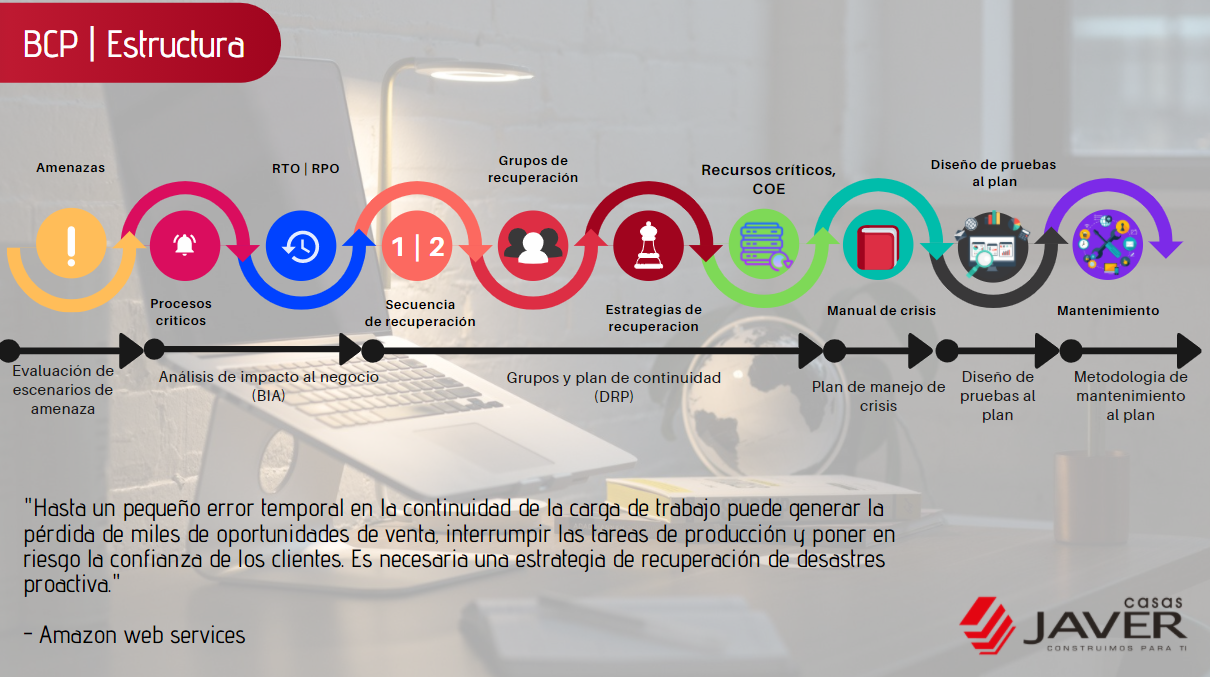 BCP | Estructura
Amenazas
Procesos
criticos
RTO | RPO
1 | 2
Secuencia
de recuperación
Grupos de
recuperación
Estrategias de
recuperacion
Recursos críticos,
COE
Manual de crisis
Diseño de pruebas
al plan
Mantenimiento
Evaluación de
escenarios de
amenaza
Análisis de impacto al negocio
(BIA)
Grupos y plan de continuidad
(DRP)
Plan de manejo de
crisis
Diseño de
pruebas al
plan
Metodologia de
mantenimiento
al plan
"Hasta un pequeño error temporal en la continuidad de la carga de trabajo puede generar la
pérdida de miles de oportunidades de venta, interrumpir las tareas de producción y poner en
riesgo la confianza de los clientes. Es necesaria una estrategia de recuperación de desastres
proactiva."
- Amazon web services
casas
JAVER
CONSTRUIMOS PARA TI